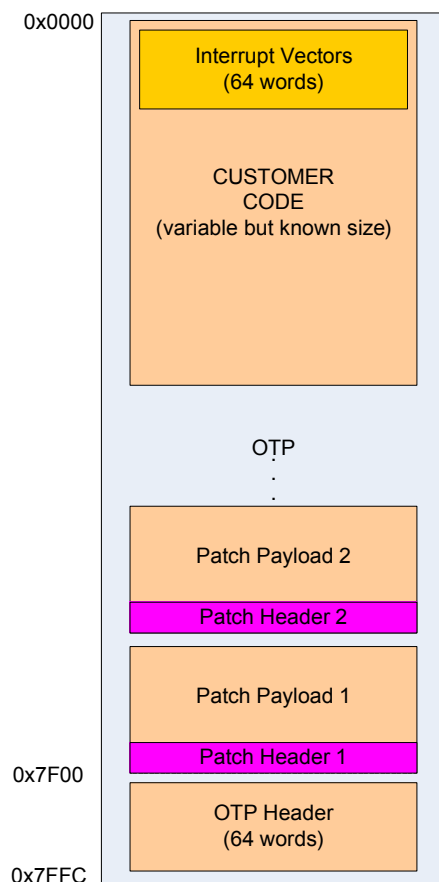 0x0000
Interrupt Vectors
(64 words)
CUSTOMER
CODE
(variable but known size)
OTP
.
.
.
Patch Payload 2
Patch Header 2
Patch Payload 1
Patch Header 1
0x7F00
OTP Header
(64 words)
0x7FFC